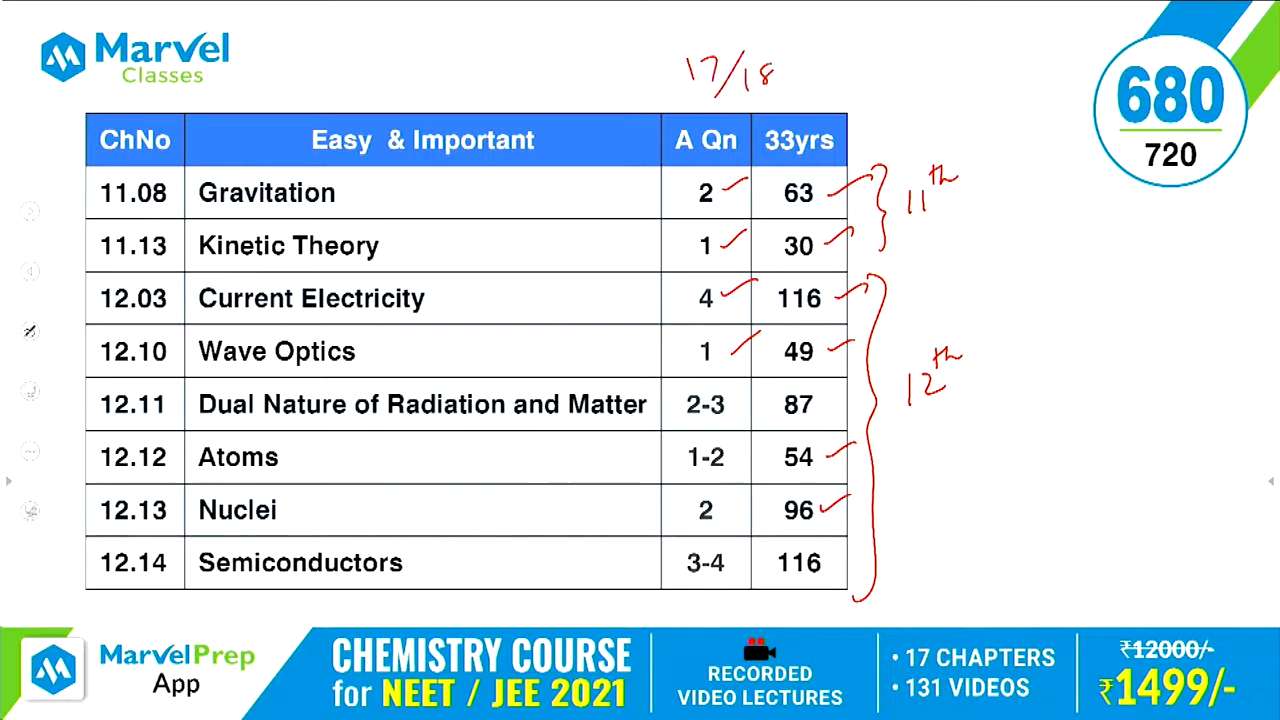 Marvel
Classes
17/18
680
720
ChNo Easy & Important A Qn 33yrs
11.08 Gravitation 2 63
11.13 Kinetic Theory 1 30
12.03 Current Electricity 4 116
12.10 Wave Optics 1 49
12.11 Dual Nature of Radiation and Matter 2-3 87
12.12 Atoms 1-2 54
12.13 Nuclei 2 96
12.14 Semiconductors 3-4 116
11th
12th
MarvelPrep
App
CHEMISTRY COURSE
for NEET / JEE 2021
RECORDED
VIDEO LECTURES
• 17 CHAPTERS
• 131 VIDEOS
₹12000/-
₹1499/-